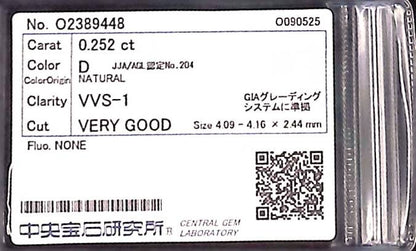 No. O2389448 O090525
Carat 0.252 ct
Color D JJA/AGL認定No.204
ColorOrigin NATURAL
Clarity VVS-1 GIAグレーディング
システムに準拠
Cut VERY GOOD Size 4.09 - 4.16 × 2.44 mm
Fluo. NONE
中央宝石研究所® CENTRAL GEM
LABORATORY